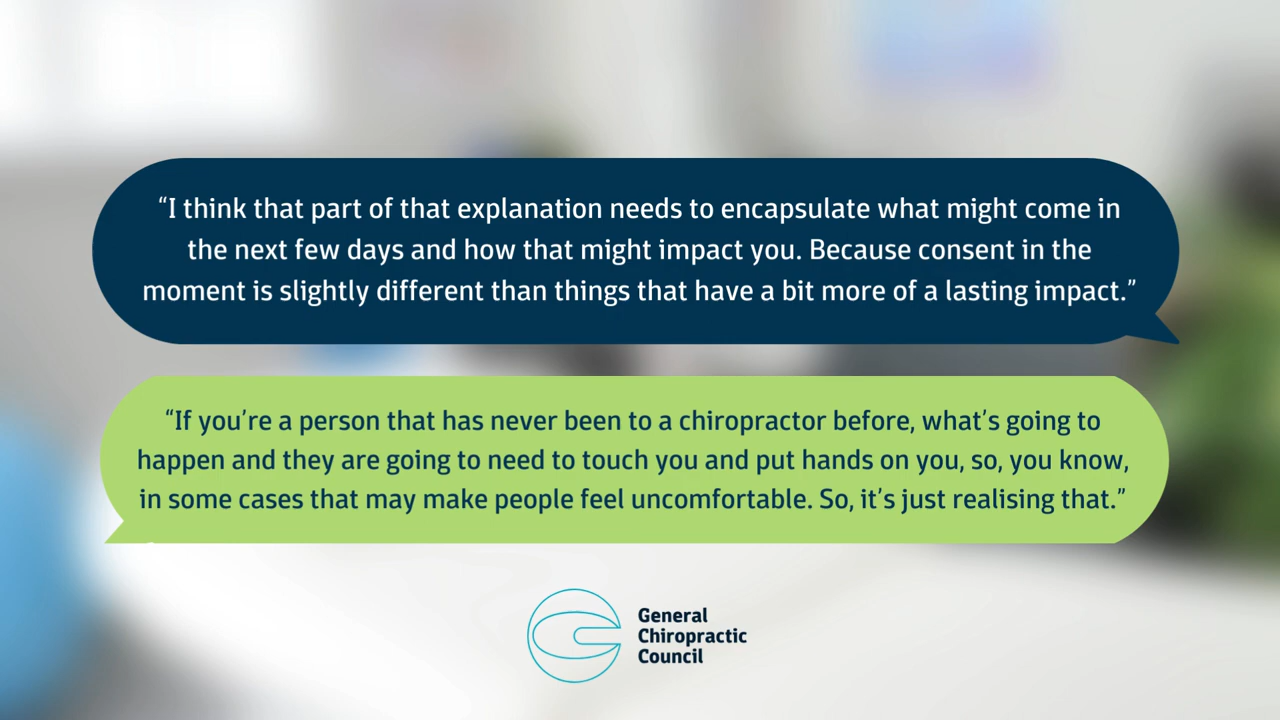 “I think that part of that explanation needs to encapsulate what might come in
the next few days and how that might impact you. Because consent in the
moment is slightly different than things that have a bit more of a lasting impact.”
“If you’re a person that has never been to a chiropractor before, what’s going to
happen and they are going to need to touch you and put hands on you, so, you know,
in some cases that may make people feel uncomfortable. So, it’s just realising that.”
General
Chiropractic
Council